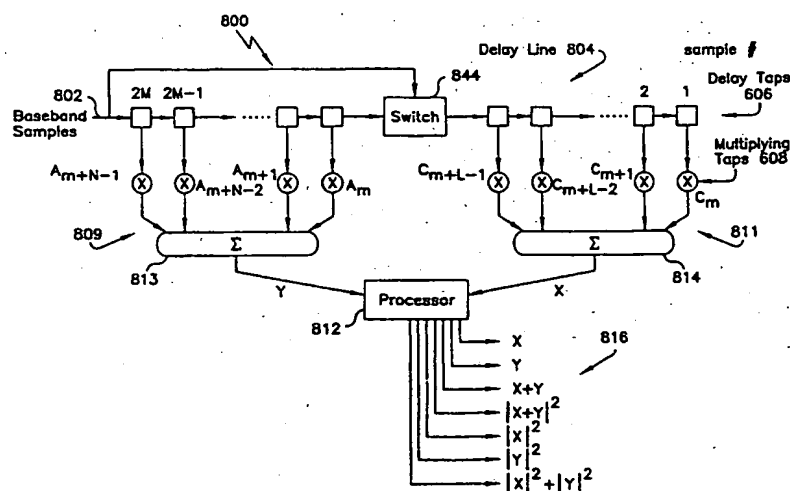 800
Delay Line 804
sample #
844
802
2M
2M-1
2
1
Delay Taps
606
Baseband
Samples
Switch
Multiplying
Taps 608
A_{m+N-1}
A_{m+N-2}
A_{m+1}
A_m
C_{m+L-1}
C_{m+L-2}
C_{m+1}
C_m
X X X X X X X X
809
Σ
Σ
811
813
814
Y
X
Processor
812
816
X
Y
X+Y
|X+Y|²
|X|²
|Y|²
|X|²+|Y|²